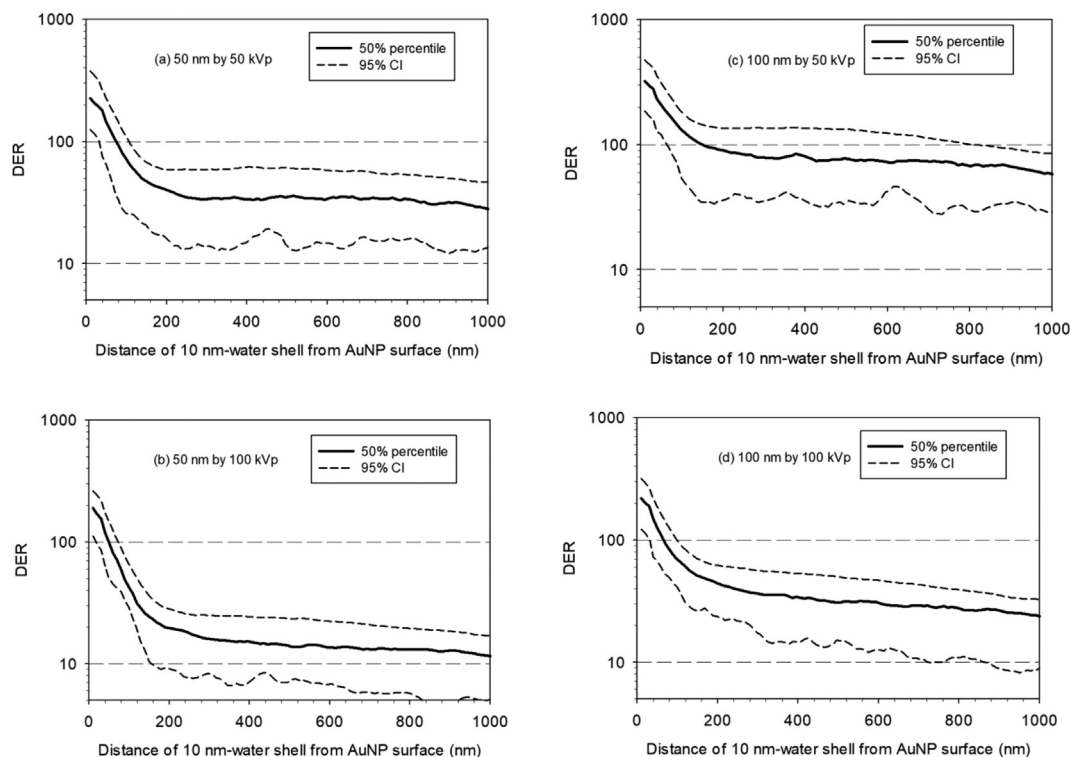 1000
100
10
DER
(a) 50 nm by 50 kVp
50% percentile
95% CI
0 200 400 600 800 1000
Distance of 10 nm-water shell from AuNP surface (nm)
1000
100
10
DER
(c) 100 nm by 50 kVp
50% percentile
95% CI
0 200 400 600 800 1000
Distance of 10 nm-water shell from AuNP surface (nm)
1000
100
10
DER
(b) 50 nm by 100 kVp
50% percentile
95% CI
0 200 400 600 800 1000
Distance of 10 nm-water shell from AuNP surface (nm)
1000
100
10
DER
(d) 100 nm by 100 kVp
50% percentile
95% CI
0 200 400 600 800 1000
Distance of 10 nm-water shell from AuNP surface (nm)